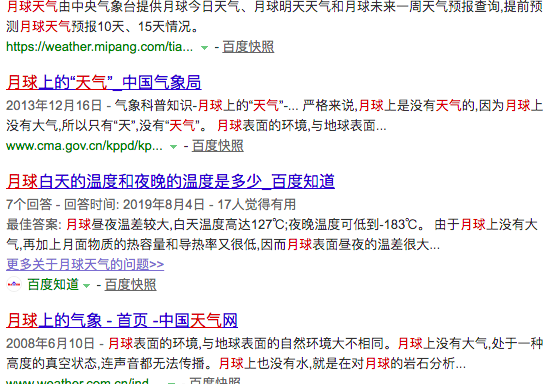 月球天气由中央气象台提供月球今日天气、月球明天天气和月球未来一周天气预报查询,提前预
测月球天气预报10天、15天情况。
https://weather.mipang.com/tia... - 百度快照
月球上的“天气”_中国气象局
2013年12月16日 - 气象科普知识-月球上的“天气”-... 严格来说,月球上是没有天气的,因为月球上
没有大气,所以只有“天”,没有“天气”。 月球表面的环境,与地球表面...
www.cma.gov.cn/kppd/kp... - 百度快照
月球白天的温度和夜晚的温度是多少_百度知道
7个回答 - 回答时间: 2019年8月4日 - 17人觉得有用
最佳答案: 月球昼夜温差较大,白天温度高达127℃;夜晚温度可低到-183℃。 由于月球上没有大
气,再加上月面物质的热容量和导热率又很低,因而月球表面昼夜的温差很大...
更多关于月球天气的问题>>
百度知道 - 百度快照
月球上的气象 - 首页 -中国天气网
2008年6月10日 - 月球表面的环境,与地球表面的自然环境大不相同。月球上没有大气,处于一种
高度的真空状态,连声音都无法传播。月球上也没有水,就是在对月球的岩石分析...
www.weather.com.cn/ind... - 百度快照